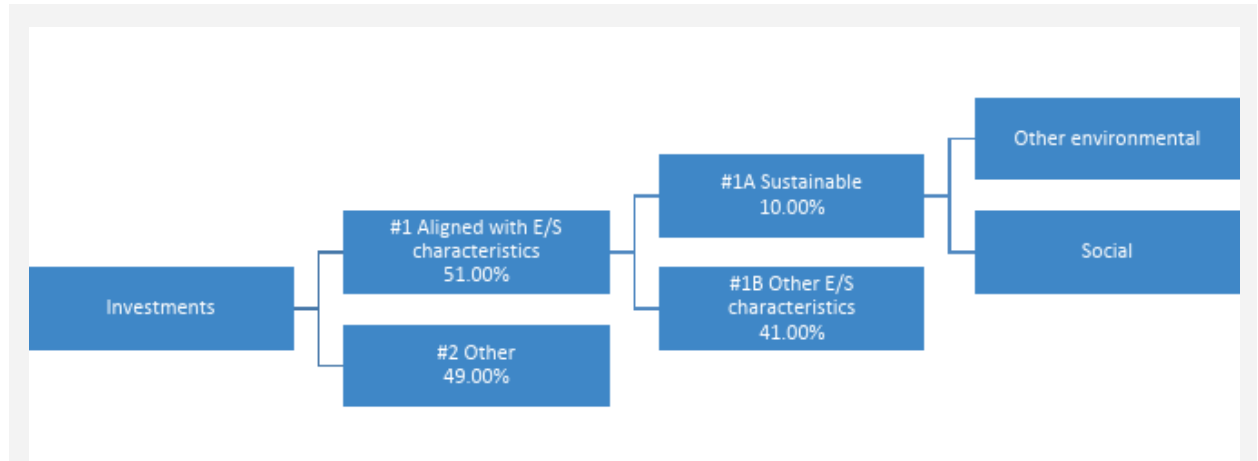 Investments
#1 Aligned with E/S
characteristics
51.00%
#2 Other
49.00%
#1A Sustainable
10.00%
#1B Other E/S
characteristics
41.00%
Other environmental
Social